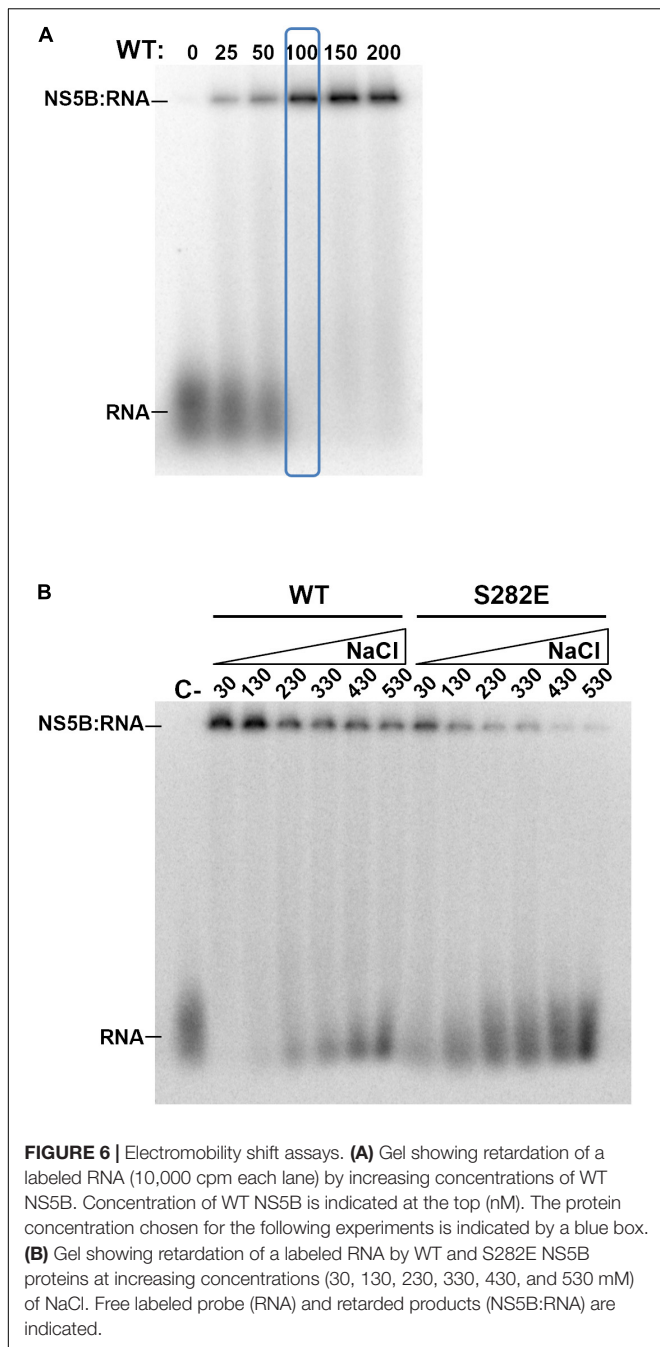 A
WT: 0 25 50 100 150 200
NS5B:RNA
RNA
B
WT S282E
NaCl NaCl
C- 30 130 230 330 430 530 30 130 230 330 430 530
NS5B:RNA
RNA
FIGURE 6 | Electromobility shift assays. (A) Gel showing retardation of a
labeled RNA (10,000 cpm each lane) by increasing concentrations of WT
NS5B. Concentration of WT NS5B is indicated at the top (nM). The protein
concentration chosen for the following experiments is indicated by a blue box.
(B) Gel showing retardation of a labeled RNA by WT and S282E NS5B
proteins at increasing concentrations (30, 130, 230, 330, 430, and 530 mM)
of NaCl. Free labeled probe (RNA) and retarded products (NS5B:RNA) are
indicated.